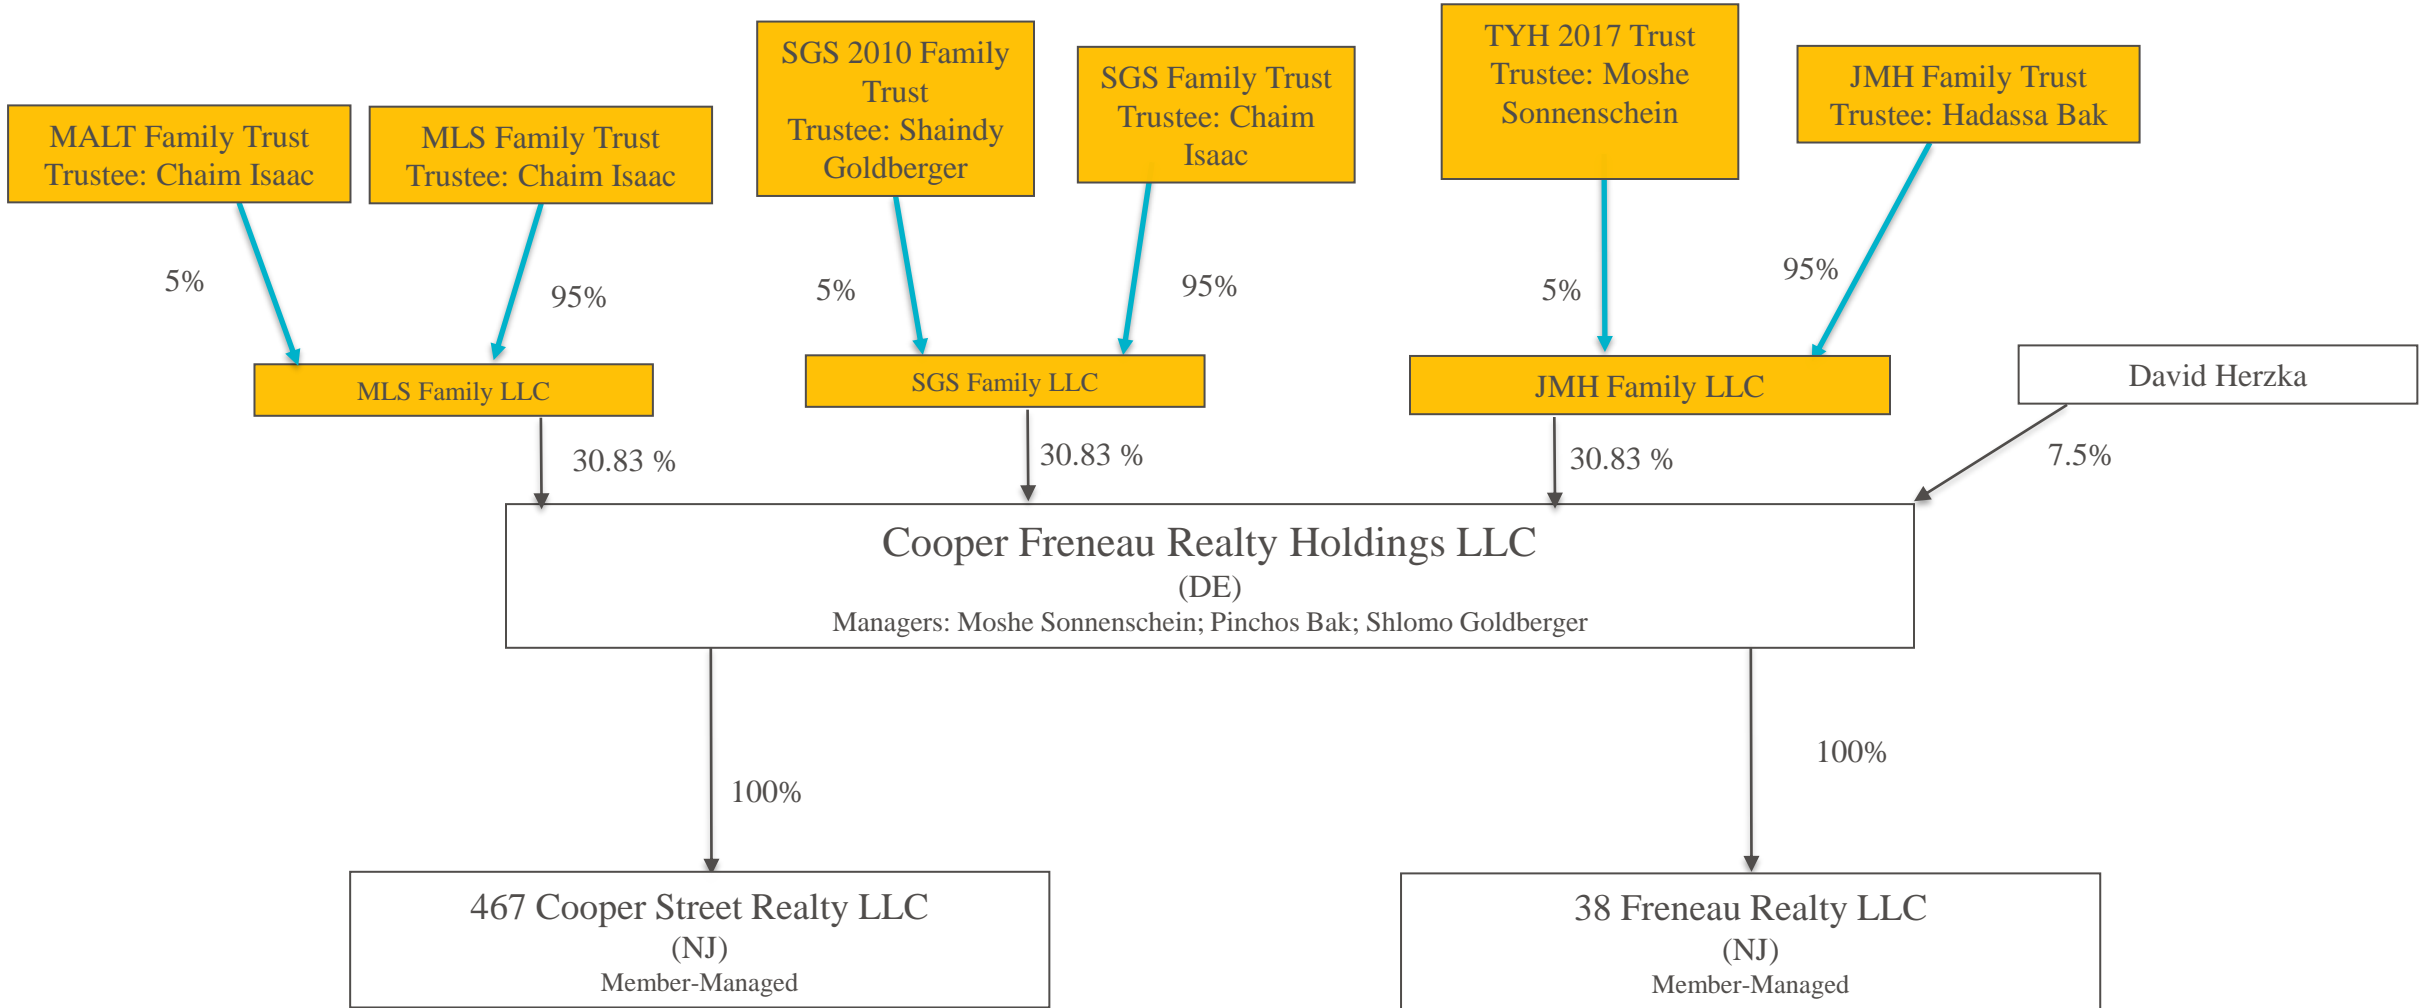 MALT Family Trust
Trustee: Chaim Isaac
MLS Family Trust
Trustee: Chaim Isaac
SGS 2010 Family
Trust
Trustee: Shaindy
Goldberger
SGS Family Trust
Trustee: Chaim
Isaac
TYH 2017 Trust
Trustee: Moshe
Sonnenschein
JMH Family Trust
Trustee: Hadassa Bak
5%
95%
5%
95%
5%
95%
MLS Family LLC
SGS Family LLC
JMH Family LLC
David Herzka
30.83 %
30.83 %
30.83 %
7.5%
Cooper Freneau Realty Holdings LLC
(DE)
Managers: Moshe Sonnenschein; Pinchos Bak; Shlomo Goldberger
100%
100%
467 Cooper Street Realty LLC
(NJ)
Member-Managed
38 Freneau Realty LLC
(NJ)
Member-Managed